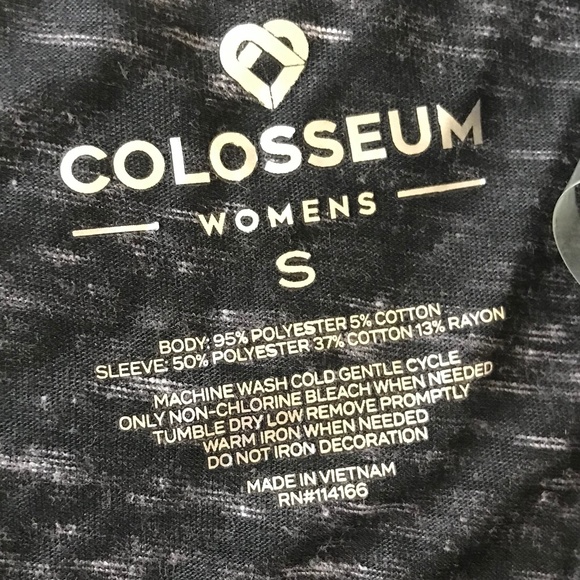 COLOSSEUM
WOMENS
S
BODY: 95% POLYESTER 5% COTTON
SLEEVE: 50% POLYESTER 37% COTTON 13% RAYON
MACHINE WASH COLD GENTLE CYCLE
ONLY NON-CHLORINE BLEACH WHEN NEEDED
TUMBLE DRY LOW REMOVE PROMPTLY
WARM IRON WHEN NEEDED
DO NOT IRON DECORATION
MADE IN VIETNAM
RN#114166